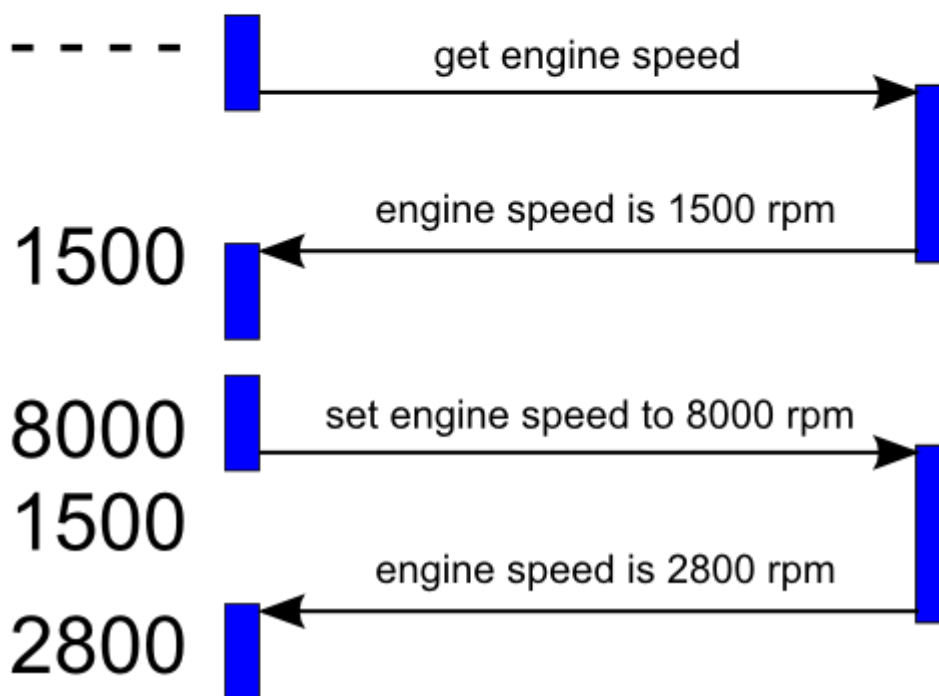 - - - -
get engine speed
engine speed is 1500 rpm
1500
8000
set engine speed to 8000 rpm
1500
engine speed is 2800 rpm
2800